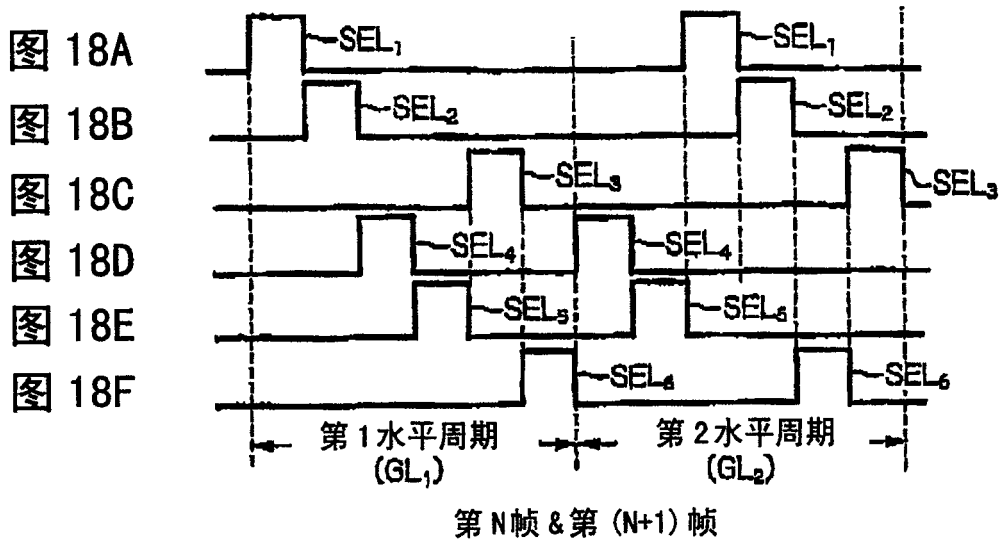 图 18A SEL₁ SEL₁
图 18B SEL₂ SEL₂
图 18C SEL₃ SEL₃
图 18D SEL₄ SEL₄
图 18E SEL₅ SEL₅
图 18F SEL₆ SEL₆
第1水平周期 第2水平周期
(GL₁) (GL₂)
第N帧&第(N+1)帧